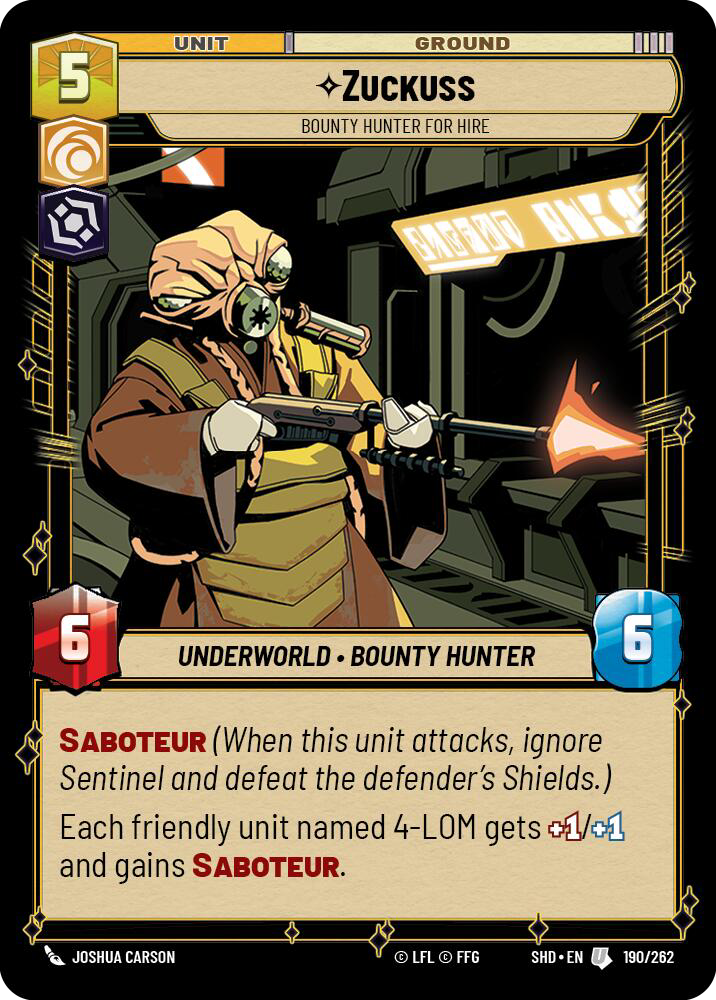 UNIT
GROUND
5
ZUCKUSS
BOUNTY HUNTER FOR HIRE
6
UNDERWORLD • BOUNTY HUNTER
6
SABOTEUR (When this unit attacks, ignore
Sentinel and defeat the defender's Shields.)
Each friendly unit named 4-LOM gets +1/+1
and gains SABOTEUR.
JOSHUA CARSON
© LFL © FFG
SHD • EN
U
190/262